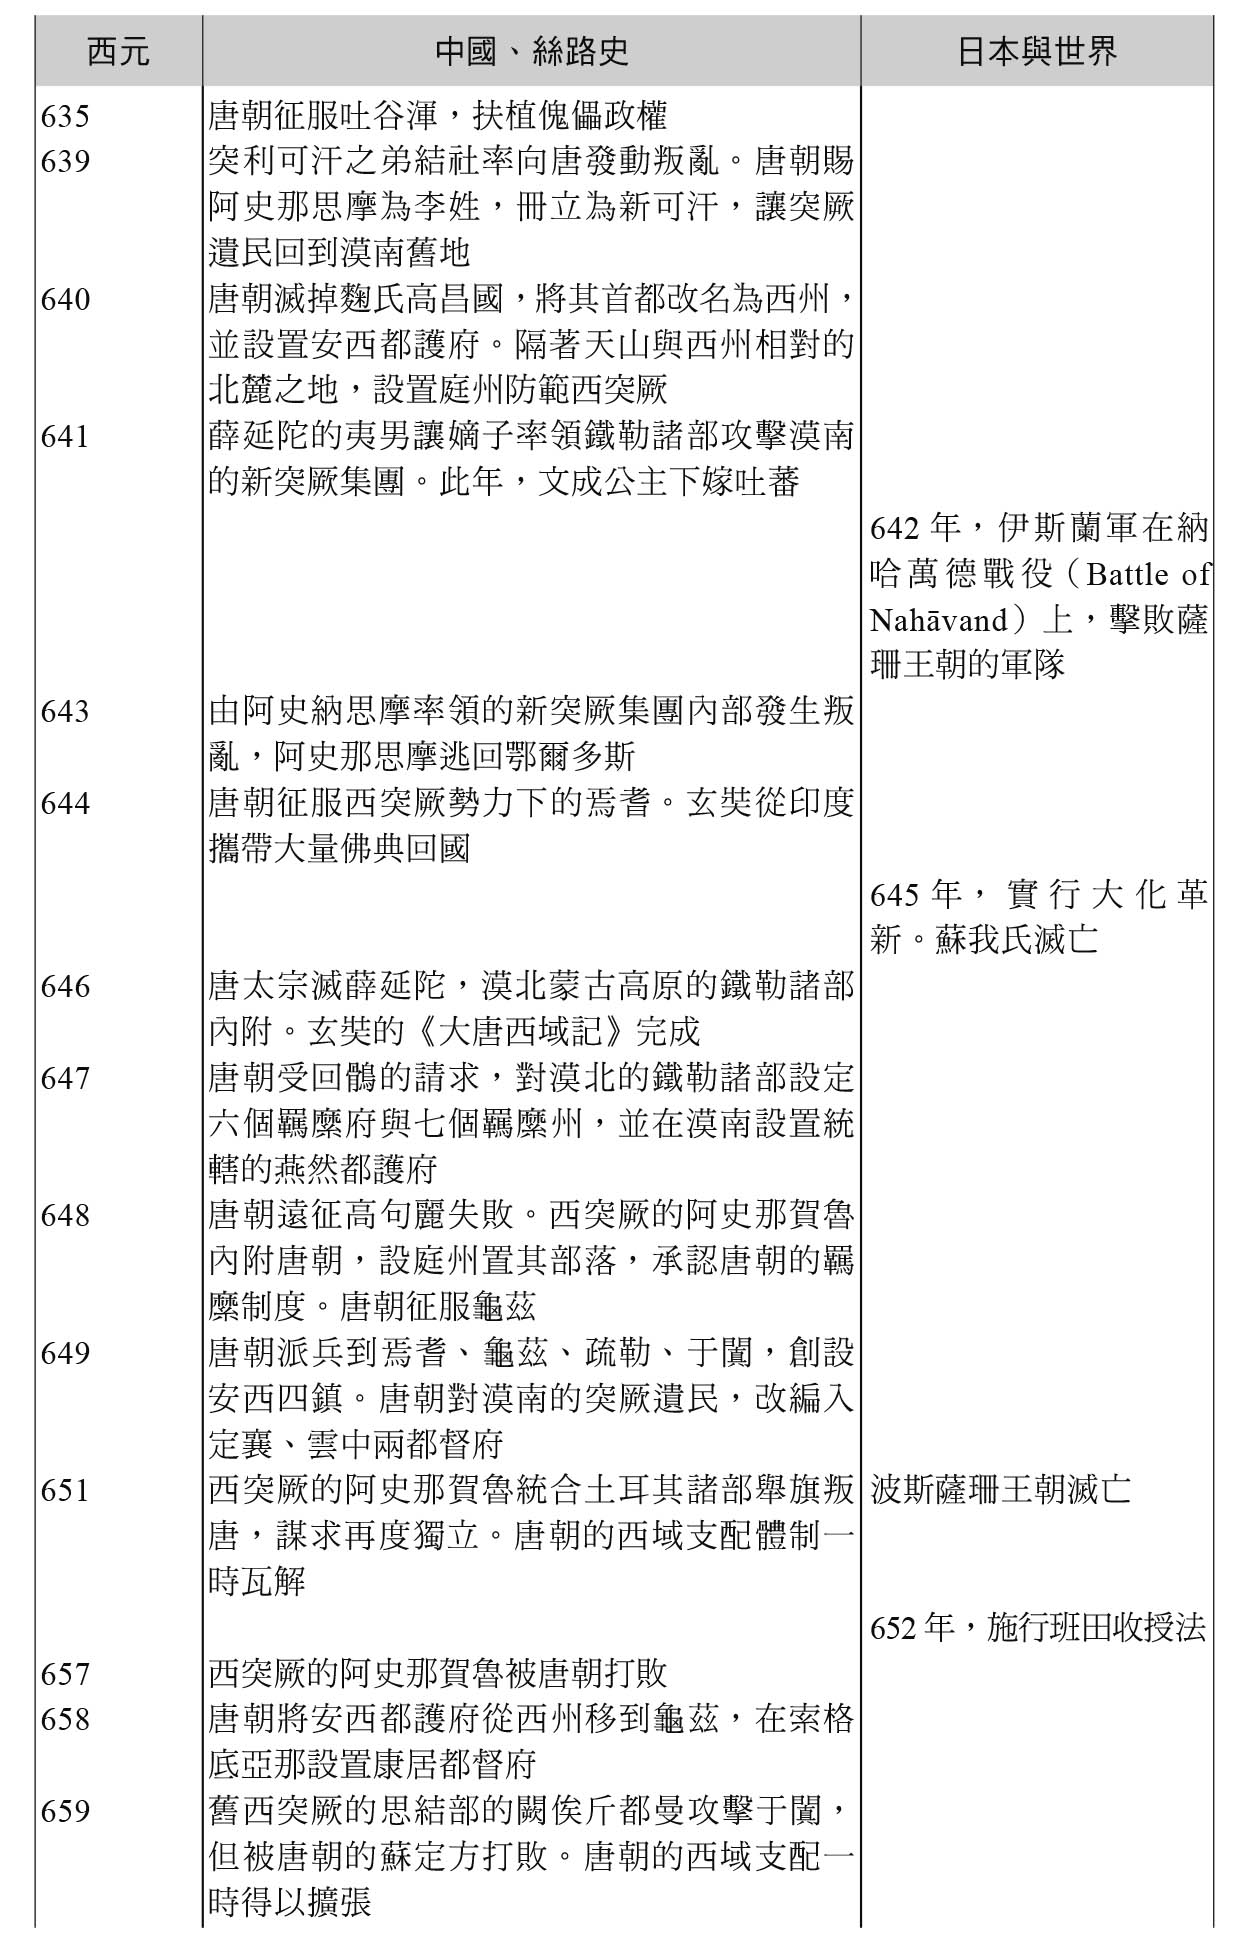 西元 中國、絲路史 日本與世界
635 唐朝征服吐谷渾，扶植傀儡政權
639 突利可汗之弟結社率向唐發動叛亂。唐朝賜
阿史那思摩為李姓，冊立為新可汗，讓突厥
遺民回到漠南舊地
640 唐朝滅掉麴氏高昌國，將其首都改名為西州，
並設置安西都護府。隔著天山與西州相對的
北麓之地，設置庭州防範西突厥
641 薛延陀的夷男讓嫡子率領鐵勒諸部攻擊漠南
的新突厥集團。此年，文成公主下嫁吐蕃
642 年，伊斯蘭軍在納
哈萬德戰役（Battle of
Nahāvand）上，擊敗薩
珊王朝的軍隊
643 由阿史納思摩率領的新突厥集團內部發生叛
亂，阿史那思摩逃回鄂爾多斯
644 唐朝征服西突厥勢力下的焉耆。玄奘從印度
攜帶大量佛典回國
645 年，實行大化革
新。蘇我氏滅亡
646 唐太宗滅薛延陀，漠北蒙古高原的鐵勒諸部
內附。玄奘的《大唐西域記》完成
647 唐朝受回鶻的請求，對漠北的鐵勒諸部設定
六個羈縻府與七個羈縻州，並在漠南設置統
轄的燕然都護府
648 唐朝遠征高句麗失敗。西突厥的阿史那賀魯
內附唐朝，設庭州置其部落，承認唐朝的羈
縻制度。唐朝征服龜茲
649 唐朝派兵到焉耆、龜茲、疏勒、于闐，創設
安西四鎮。唐朝對漠南的突厥遺民，改編入
定襄、雲中兩都督府
651 西突厥的阿史那賀魯統合土耳其諸部舉旗叛 波斯薩珊王朝滅亡
唐，謀求再度獨立。唐朝的西域支配體制一
時瓦解
652 年，施行班田收授法
657 西突厥的阿史那賀魯被唐朝打敗
658 唐朝將安西都護府從西州移到龜茲，在索格
底亞那設置康居都督府
659 舊西突厥的思結部的闕俟斤都曼攻擊于闐，
但被唐朝的蘇定方打敗。唐朝的西域支配一
時得以擴張